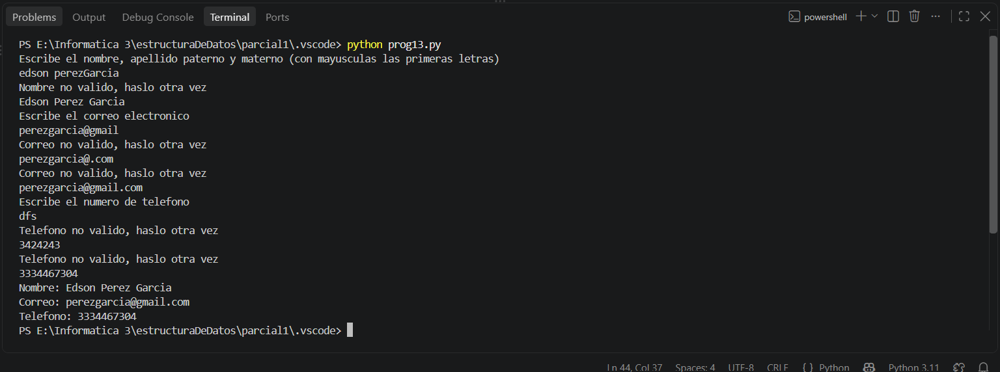 Problems Output Debug Console Terminal Ports powershell
PS E:\Informatica 3\estructuraDeDatos\parcial1\.vscode> python prog13.py
Escribe el nombre, apellido paterno y materno (con mayusculas las primeras letras)
edson perezGarcia
Nombre no valido, haslo otra vez
Edson Perez Garcia
Escribe el correo electronico
perezgarcia@gmail
Correo no valido, haslo otra vez
perezgarcia@.com
Correo no valido, haslo otra vez
perezgarcia@gmail.com
Escribe el numero de telefono
dfs
Telefono no valido, haslo otra vez
3424243
Telefono no valido, haslo otra vez
3334467304
Nombre: Edson Perez Garcia
Correo: perezgarcia@gmail.com
Telefono: 3334467304
PS E:\Informatica 3\estructuraDeDatos\parcial1\.vscode>
Ln 44, Col 37 Spaces: 4 UTF-8 CRLF {} Python Python 3.11